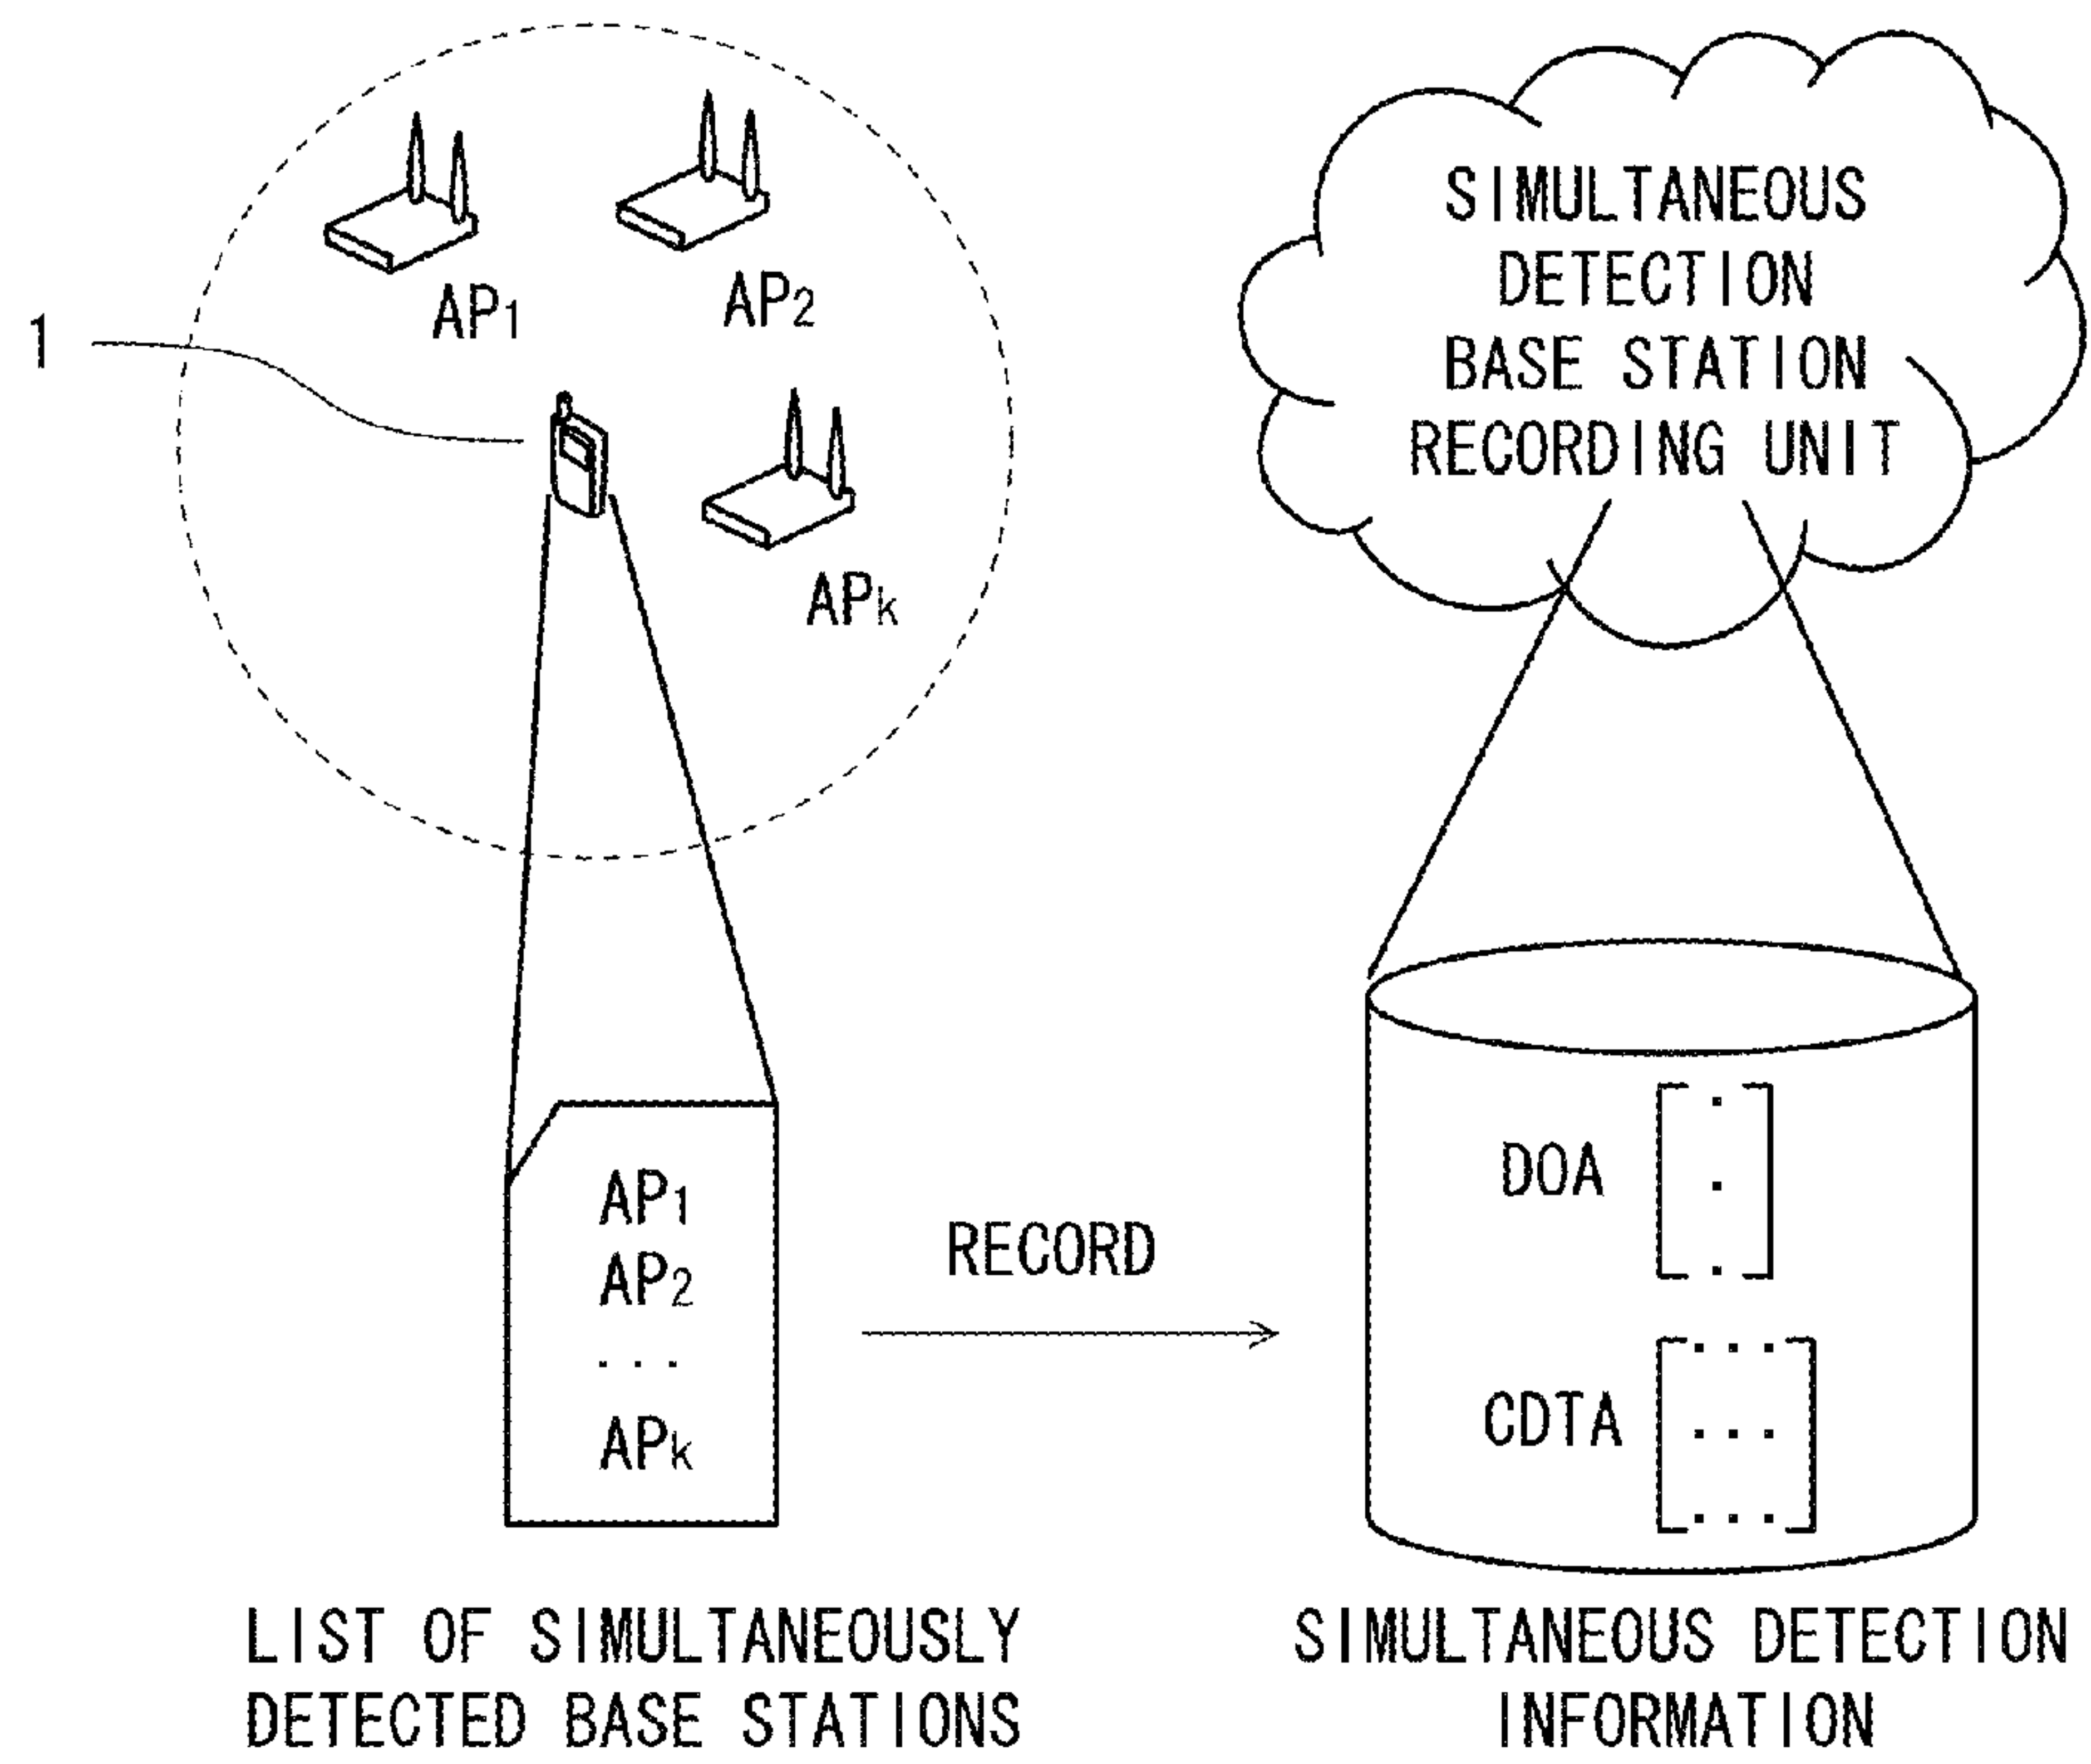 1
AP1
AP2
APk
SIMULTANEOUS
DETECTION
BASE STATION
RECORDING UNIT
AP1
AP2
...
APk
RECORD
DOA
CDTA
LIST OF SIMULTANEOUSLY
DETECTED BASE STATIONS
SIMULTANEOUS DETECTION
INFORMATION